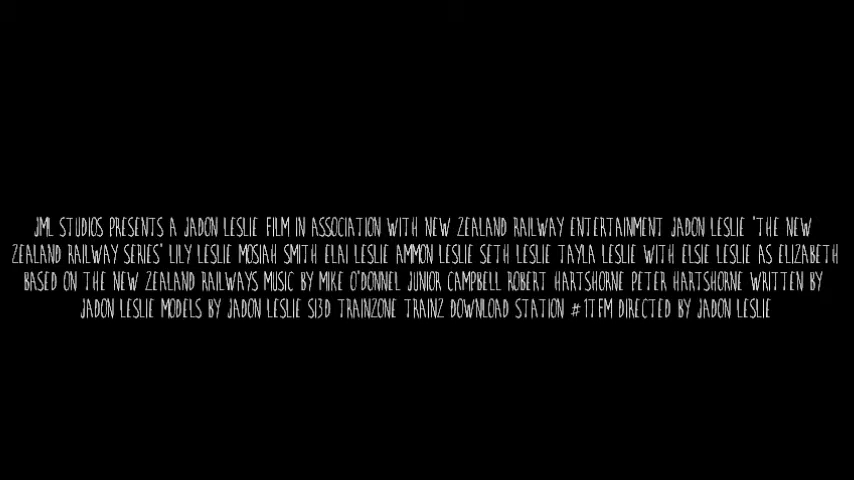 JML STUDIOS PRESENTS A JADON LESLIE FILM IN ASSOCIATION WITH NEW ZEALAND RAILWAY ENTERTAINMENT JADON LESLIE 'THE NEW
ZEALAND RAILWAY SERIES' LILY LESLIE MOSIAH SMITH ELAI LESLIE AMMON LESLIE SETH LESLIE TAYLA LESLIE WITH ELSIE LESLIE AS ELIZABETH
BASED ON THE NEW ZEALAND RAILWAYS MUSIC BY MIKE O'DONNEL JUNIOR CAMPBELL ROBERT HARTSHORNE PETER HARTSHORNE WRITTEN BY
JADON LESLIE MODELS BY JADON LESLIE SI3D TRAINZONE TRAINZ DOWNLOAD STATION #1TFM DIRECTED BY JADON LESLIE